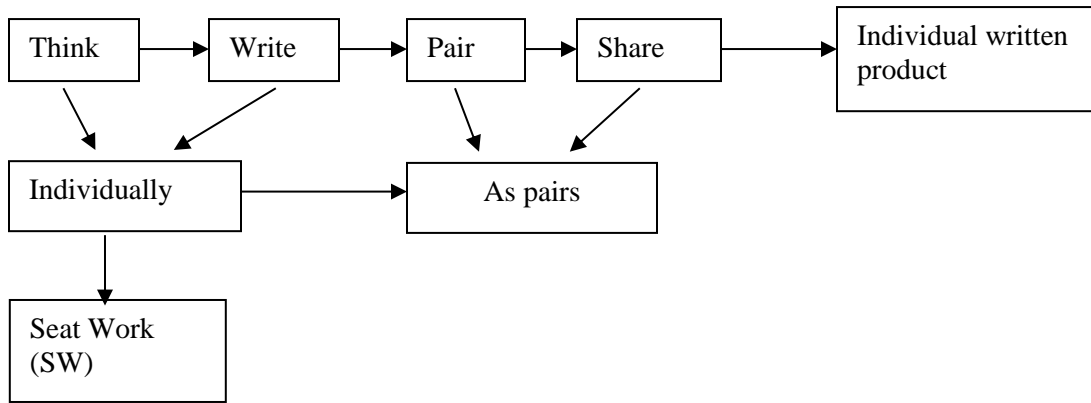 Think
Write
Pair
Share
Individual written
product
Individually
As pairs
Seat Work
(SW)